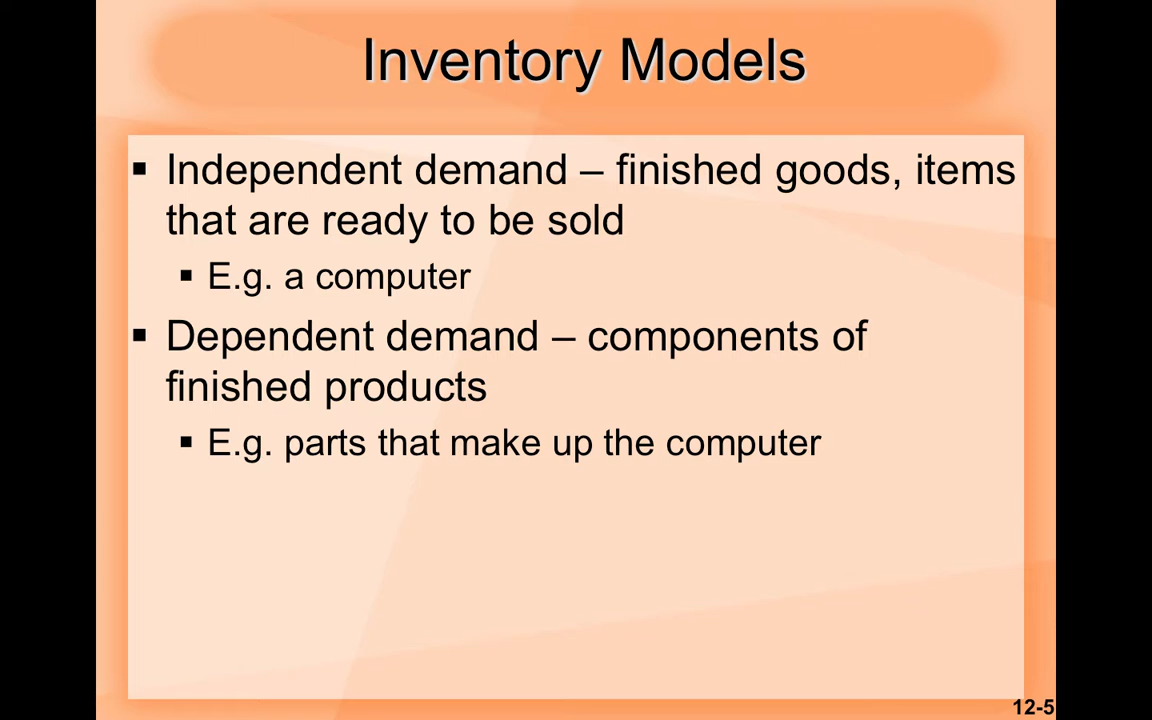 Inventory Models
▪ Independent demand – finished goods, items
that are ready to be sold
▪ E.g. a computer
▪ Dependent demand – components of
finished products
▪ E.g. parts that make up the computer
12-5